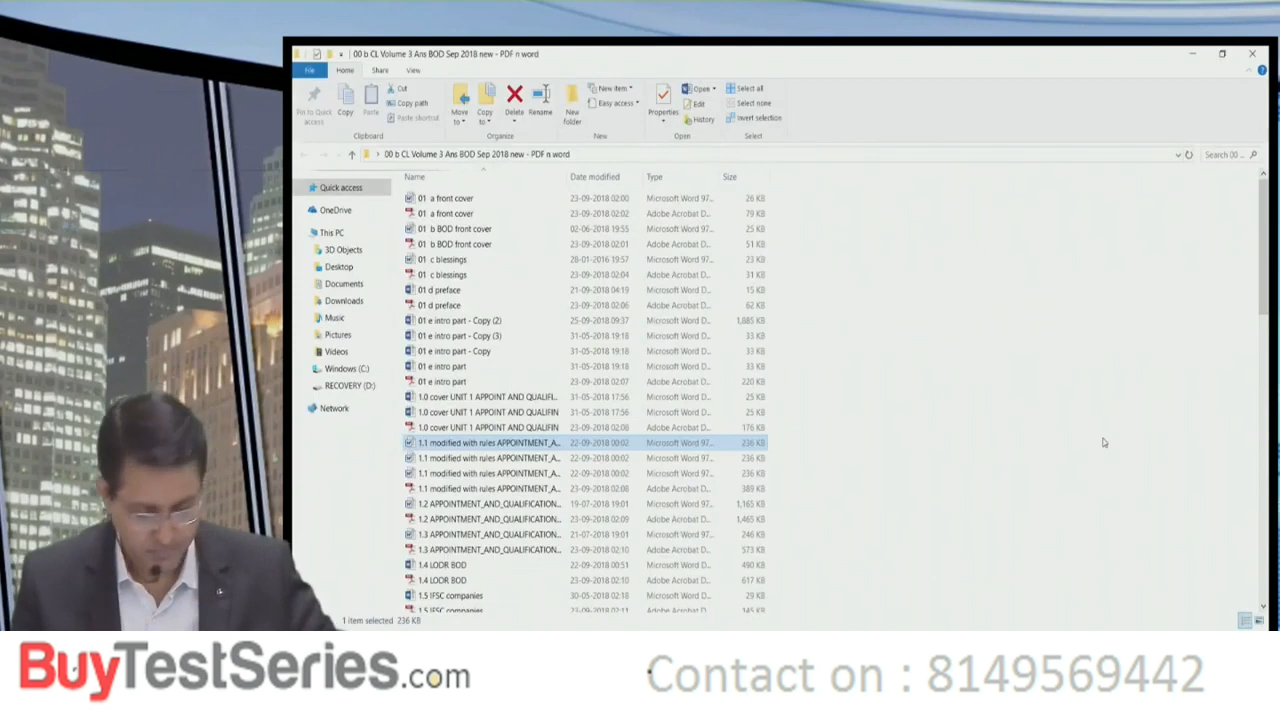 00 b CL Volume 3 Ans BOD Sep 2018 new - PDF n word
File Home Share View
Pin to Quick access
Copy
Paste
Cut
Copy path
Paste shortcut
Clipboard
Move to
Copy to
Delete
Rename
Organize
New folder
New item
Easy access
New
Properties
Open
Edit
History
Open
Select all
Select none
Invert selection
Select
00 b CL Volume 3 Ans BOD Sep 2018 new - PDF n word
Search 00 ...
Quick access
OneDrive
This PC
3D Objects
Desktop
Documents
Downloads
Music
Pictures
Videos
Windows (C:)
RECOVERY (D:)
Network
Name Date modified Type Size
01 a front cover 23-09-2018 02:00 Microsoft Word 97... 26 KB
01 a front cover 23-09-2018 02:02 Adobe Acrobat D... 79 KB
01 b BOD front cover 02-06-2018 19:55 Microsoft Word 97... 25 KB
01 b BOD front cover 23-09-2018 02:01 Adobe Acrobat D... 51 KB
01 c blessings 28-01-2016 19:57 Microsoft Word 97... 23 KB
01 c blessings 23-09-2018 02:04 Adobe Acrobat D... 31 KB
01 d preface 21-09-2018 04:19 Microsoft Word D... 15 KB
01 d preface 23-09-2018 02:06 Adobe Acrobat D... 62 KB
01 e intro part - Copy (2) 25-09-2018 09:37 Microsoft Word D... 1,885 KB
01 e intro part - Copy (3) 31-05-2018 19:18 Microsoft Word D... 33 KB
01 e intro part - Copy 31-05-2018 19:18 Microsoft Word D... 33 KB
01 e intro part 31-05-2018 19:18 Microsoft Word D... 33 KB
01 e intro part 23-09-2018 02:07 Adobe Acrobat D... 220 KB
1.0 cover UNIT 1 APPOINT AND QUALIFI... 31-05-2018 17:56 Microsoft Word 97... 25 KB
1.0 cover UNIT 1 APPOINT AND QUALIFIN 31-05-2018 17:56 Microsoft Word 97... 25 KB
1.0 cover UNIT 1 APPOINT AND QUALIFIN 23-09-2018 02:08 Adobe Acrobat D... 176 KB
1.1 modified with rules APPOINTMENT_A... 22-09-2018 00:02 Microsoft Word 97... 236 KB
1.1 modified with rules APPOINTMENT_A... 22-09-2018 00:02 Microsoft Word 97... 236 KB
1.1 modified with rules APPOINTMENT_A... 22-09-2018 00:02 Microsoft Word 97... 236 KB
1.1 modified with rules APPOINTMENT_A... 23-09-2018 02:08 Adobe Acrobat D... 389 KB
1.2 APPOINTMENT_AND_QUALIFICATION... 19-07-2018 19:01 Microsoft Word 97... 1,165 KB
1.2 APPOINTMENT_AND_QUALIFICATION... 23-09-2018 02:09 Adobe Acrobat D... 1,465 KB
1.3 APPOINTMENT_AND_QUALIFICATION... 21-07-2018 19:01 Microsoft Word 97... 246 KB
1.3 APPOINTMENT_AND_QUALIFICATION... 23-09-2018 02:10 Adobe Acrobat D... 573 KB
1.4 LODR BOD 22-09-2018 00:51 Microsoft Word D... 490 KB
1.4 LODR BOD 23-09-2018 02:10 Adobe Acrobat D... 617 KB
1.5 IFSC companies 30-05-2018 02:18 Microsoft Word D... 29 KB
1.5 IFSC companies 23-09-2018 02:11 Adobe Acrobat D... 145 KB
1 item selected 236 KB
BuyTestSeries.com
Contact on : 8149569442